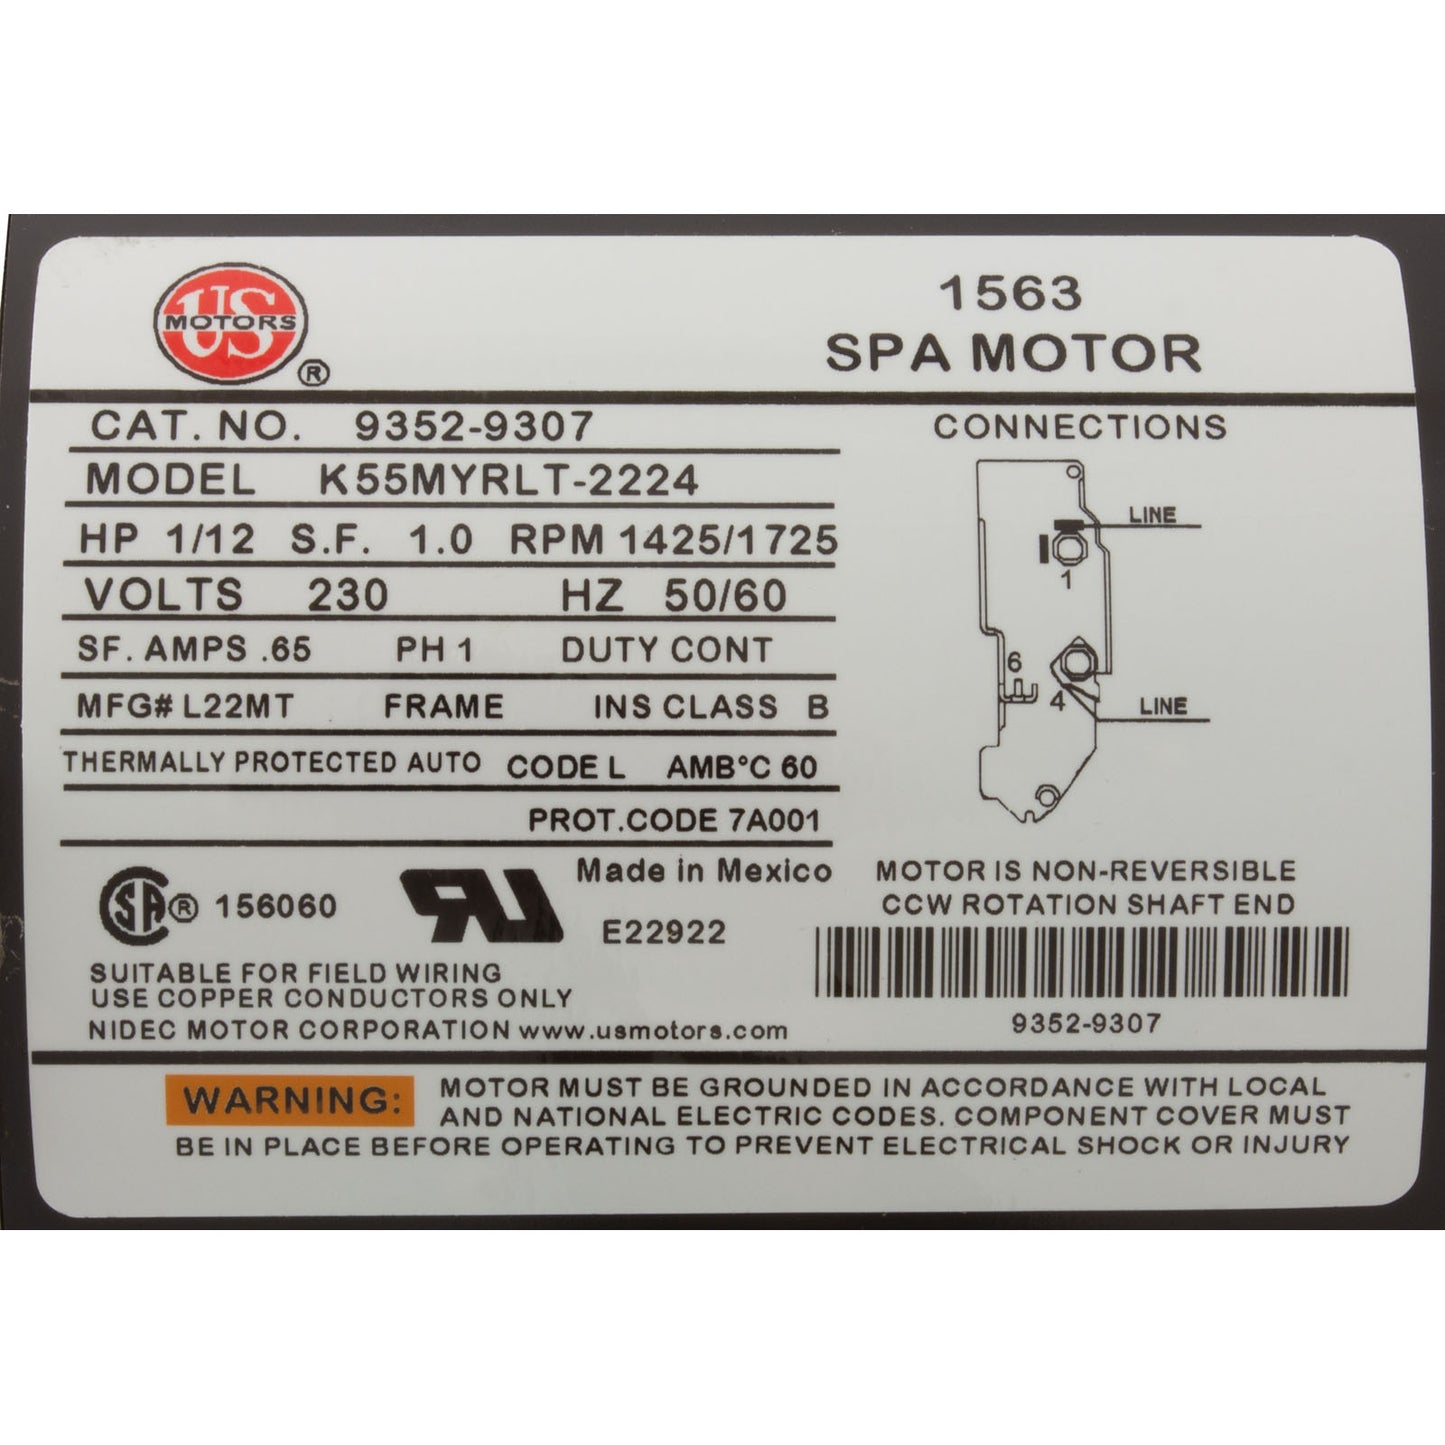 US
MOTORS
®
1563
SPA MOTOR
CAT. NO. 9352-9307
MODEL K55MYRLT-2224
HP 1/12 S.F. 1.0 RPM 1425/1725
VOLTS 230 HZ 50/60
SF. AMPS .65 PH 1 DUTY CONT
MFG# L22MT FRAME INS CLASS B
THERMALLY PROTECTED AUTO CODE L AMB°C 60
PROT.CODE 7A001
CONNECTIONS
LINE
1
6
4
LINE
MOTOR IS NON-REVERSIBLE
CCW ROTATION SHAFT END
9352-9307
Made in Mexico
SA ® 156060
RU
E22922
SUITABLE FOR FIELD WIRING
USE COPPER CONDUCTORS ONLY
NIDEC MOTOR CORPORATION www.usmotors.com
WARNING: MOTOR MUST BE GROUNDED IN ACCORDANCE WITH LOCAL
AND NATIONAL ELECTRIC CODES. COMPONENT COVER MUST
BE IN PLACE BEFORE OPERATING TO PREVENT ELECTRICAL SHOCK OR INJURY